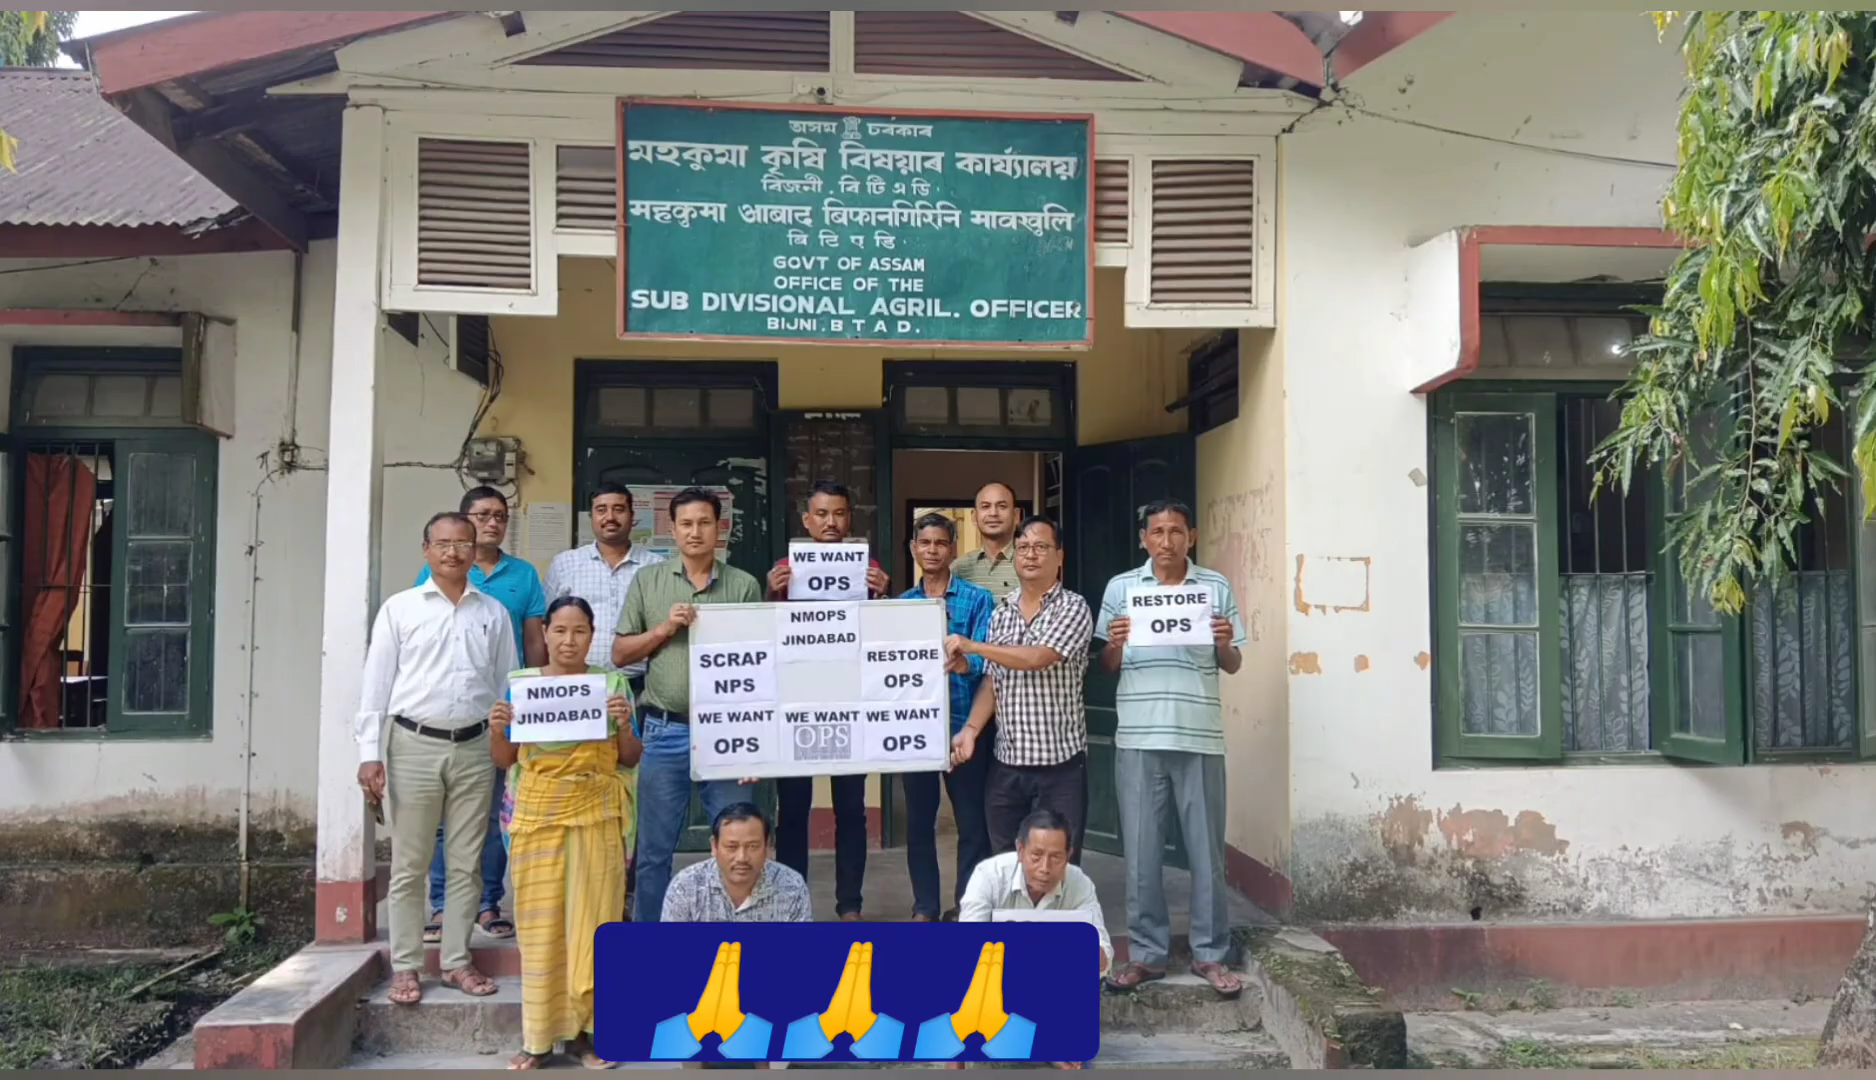 অসম চৰকাৰ
মহকুমা কৃষি বিষয়াৰ কাৰ্য্যালয়
বিজনী . বি টি এ ডি .
महकुमा आबाद बिफानगिरिनि मावखुलि
बि टि ए डि .
GOVT OF ASSAM
OFFICE OF THE
SUB DIVISIONAL AGRIL. OFFICER
BIJNI. B T A D.
WE WANT
OPS
NMOPS
JINDABAD
RESTORE
OPS
SCRAP
NPS
RESTORE
OPS
NMOPS
JINDABAD
WE WANT
OPS
WE WANT
OPS
WE WANT
OPS